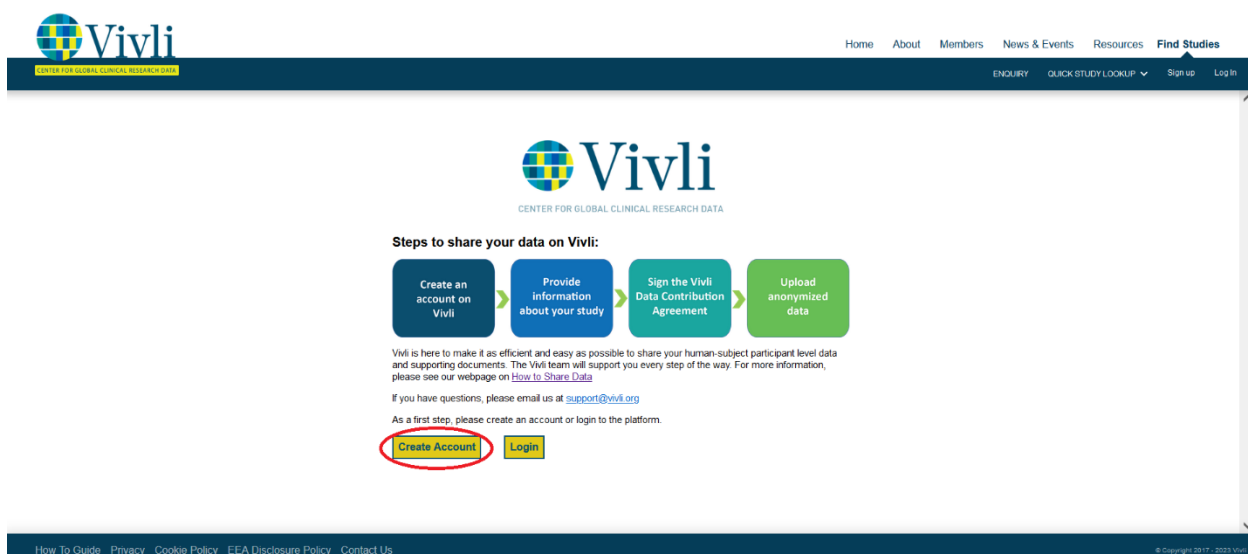 Vivli
CENTER FOR GLOBAL CLINICAL RESEARCH DATA
Home About Members News & Events Resources Find Studies
ENQUIRY QUICK STUDY LOOKUP Sign up Log In
Vivli
CENTER FOR GLOBAL CLINICAL RESEARCH DATA
Steps to share your data on Vivli:
Create an
account on
Vivli
Provide
information
about your study
Sign the Vivli
Data Contribution
Agreement
Upload
anonymized
data
Vivli is here to make it as efficient and easy as possible to share your human-subject participant level data
and supporting documents. The Vivli team will support you every step of the way. For more information,
please see our webpage on How to Share Data
If you have questions, please email us at support@vivli.org
As a first step, please create an account or login to the platform.
Create Account Login
How To Guide Privacy Cookie Policy EEA Disclosure Policy Contact Us
© Copyright 2017 - 2023 Vivli